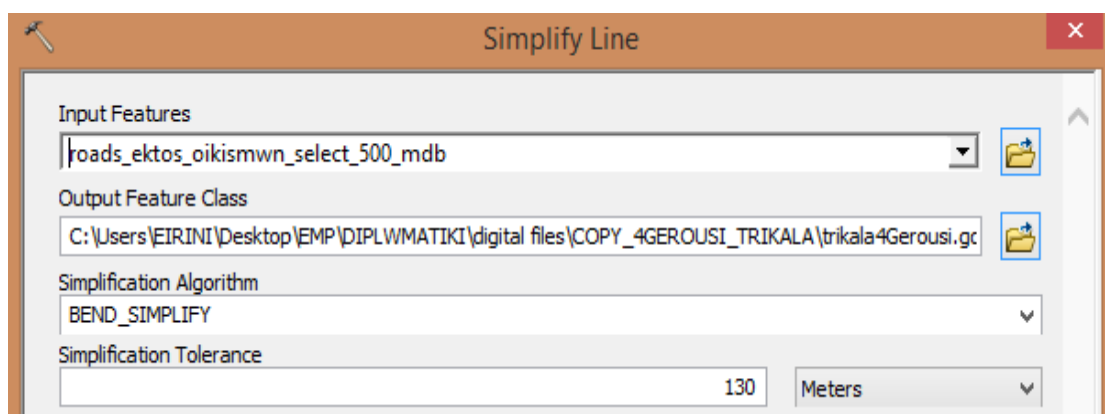 Simplify Line
Input Features
roads_ektos_oikismwn_select_500_mdb
Output Feature Class
C:\Users\EIRINI\Desktop\EMP\DIPLWMATIKI\digital files\COPY_4GEROUSI_TRIKALA\trikala4Gerousi.gd
Simplification Algorithm
BEND_SIMPLIFY
Simplification Tolerance
130 Meters